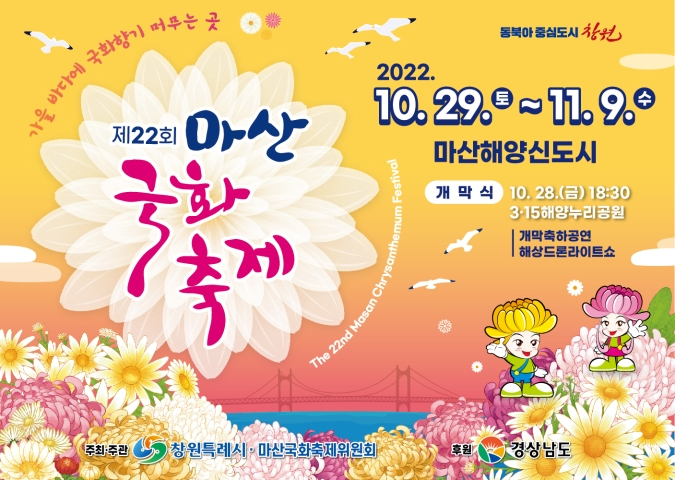 가을 바다에 국화향기 머무는 곳
제22회 마산
국화
축제
The 22nd Masan Chrysanthemum Festival
동북아 중심도시 창원
2022.
10. 29.토 ~ 11. 9.수
마산해양신도시
개막식 10. 28.(금) 18:30
3·15해양누리공원
개막축하공연
해상드론라이트쇼
주최·주관 창원특례시 · 마산국화축제위원회
후원 경상남도